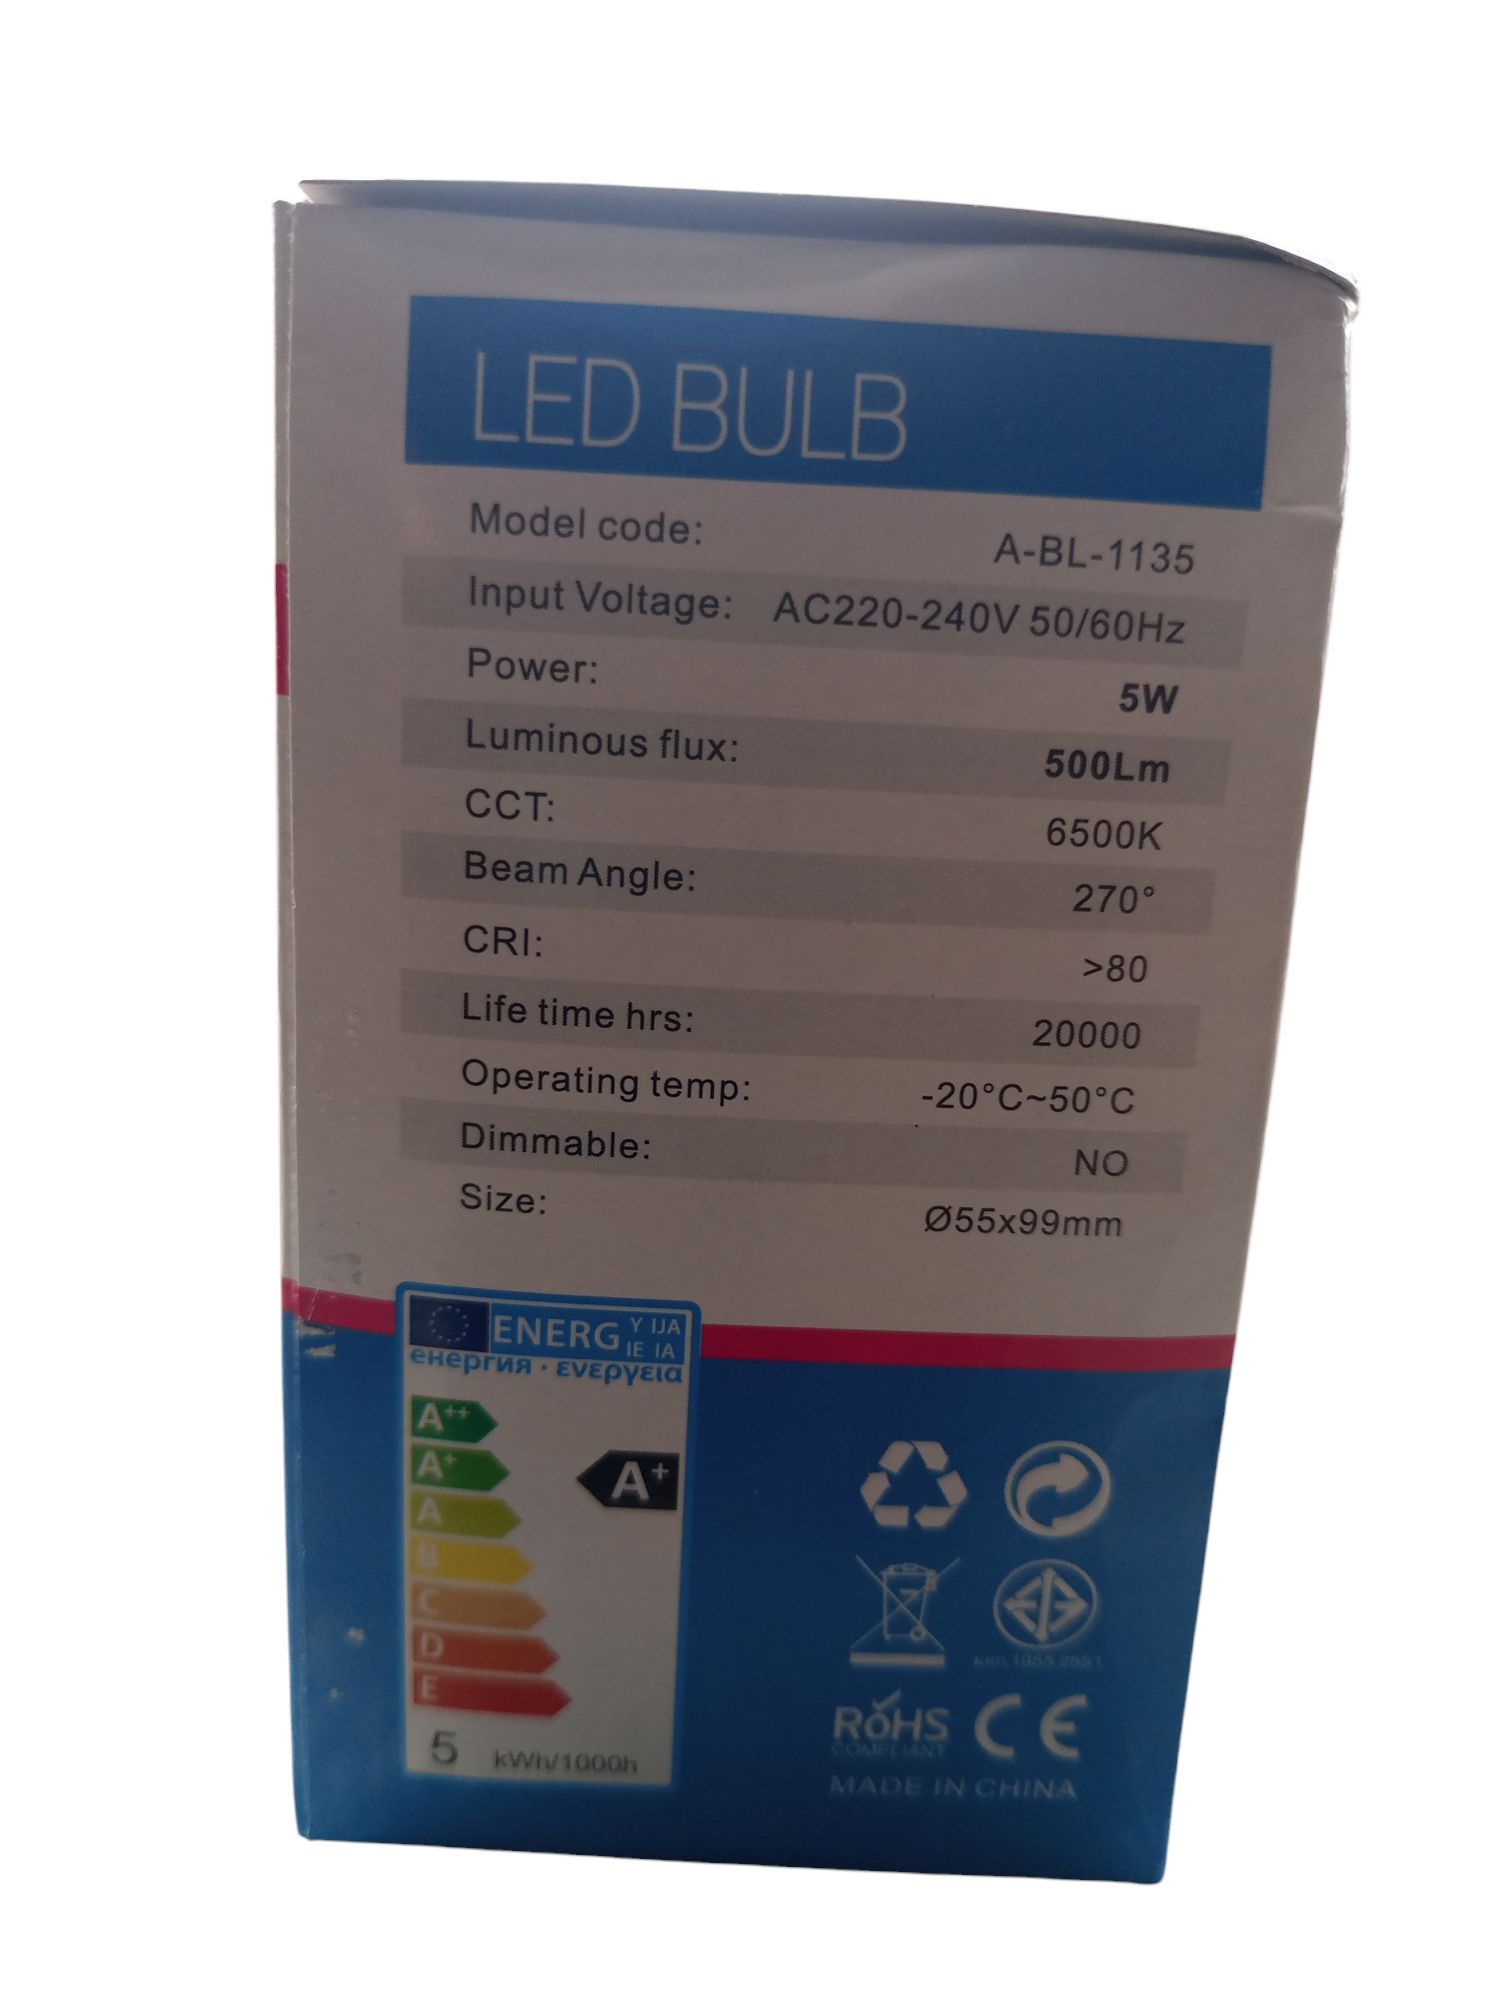 LED BULB
Model code: A-BL-1135
Input Voltage: AC220-240V 50/60Hz
Power: 5W
Luminous flux: 500Lm
CCT: 6500K
Beam Angle: 270°
CRI: >80
Life time hrs: 20000
Operating temp: -20°C~50°C
Dimmable: NO
Size: Ø55x99mm
ENERG Y IJA
IE IA
енергия · ενεργεια
A++
A+
A+
A
B
C
D
E
5 kWh/1000h
RoHS
COMPLIANT
CE
MADE IN CHINA